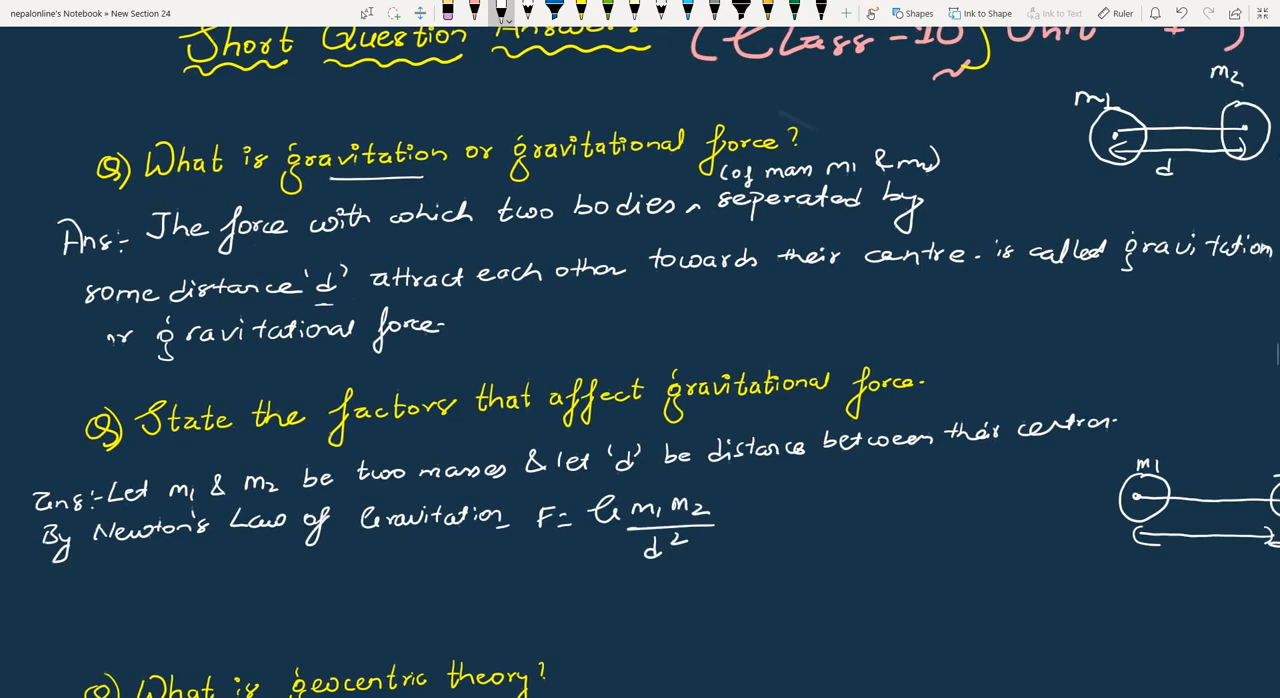 nepalonline's Notebook » New Section 24
Shapes Ink to Shape Ink to Text Ruler
Short Question Answers (Class-10) Unit
m1 m2
d
Q) What is gravitation or gravitational force?
(of mass m1 & m2)
Ans:- The force with which two bodies ^ seperated by
some distance 'd' attract each other towards their centre. is called gravitation
or gravitational force.
Q) State the factors that affect gravitational force.
Ans:- Let m1 & m2 be two masses & let 'd' be distance between their centres.
m1
By Newton's Law of Gravitation F = G m1 m2 / d²
Q) What is geocentric theory?